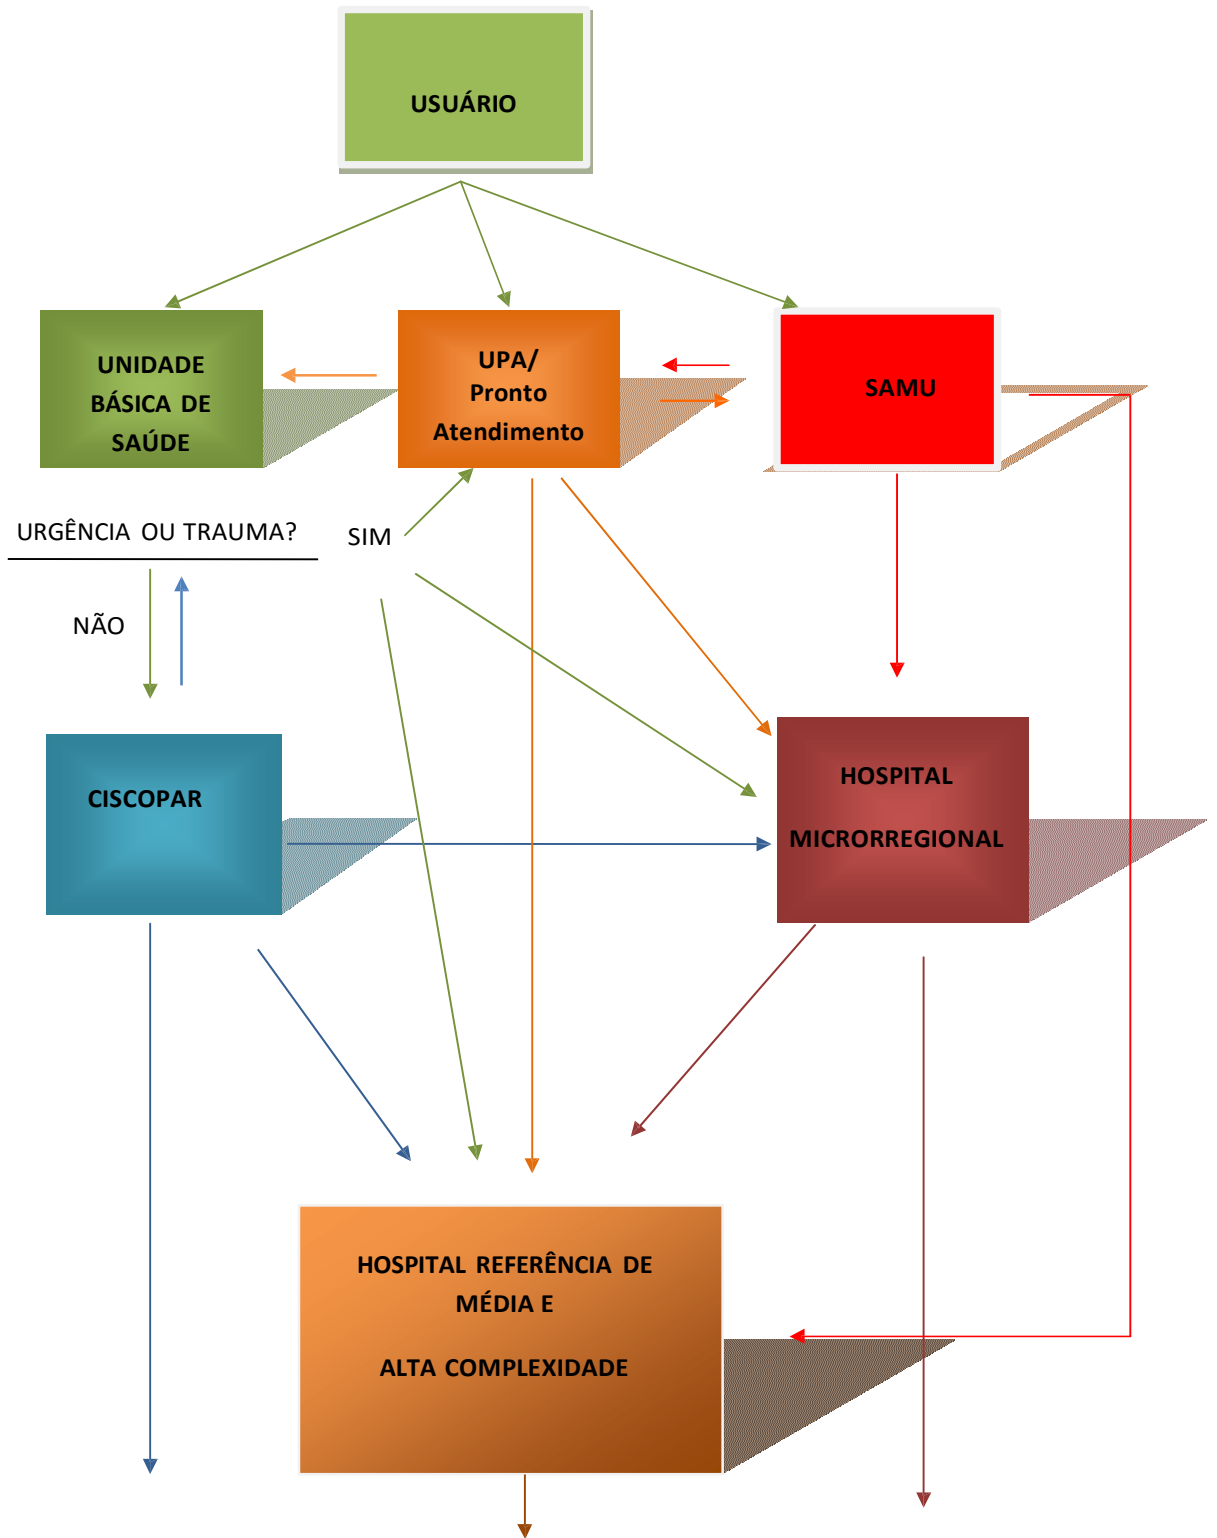 USUÁRIO
UNIDADE
BÁSICA DE
SAÚDE
UPA/
Pronto
Atendimento
SAMU
URGÊNCIA OU TRAUMA?
SIM
NÃO
CISCOPAR
HOSPITAL
MICRORREGIONAL
HOSPITAL REFERÊNCIA DE
MÉDIA E
ALTA COMPLEXIDADE